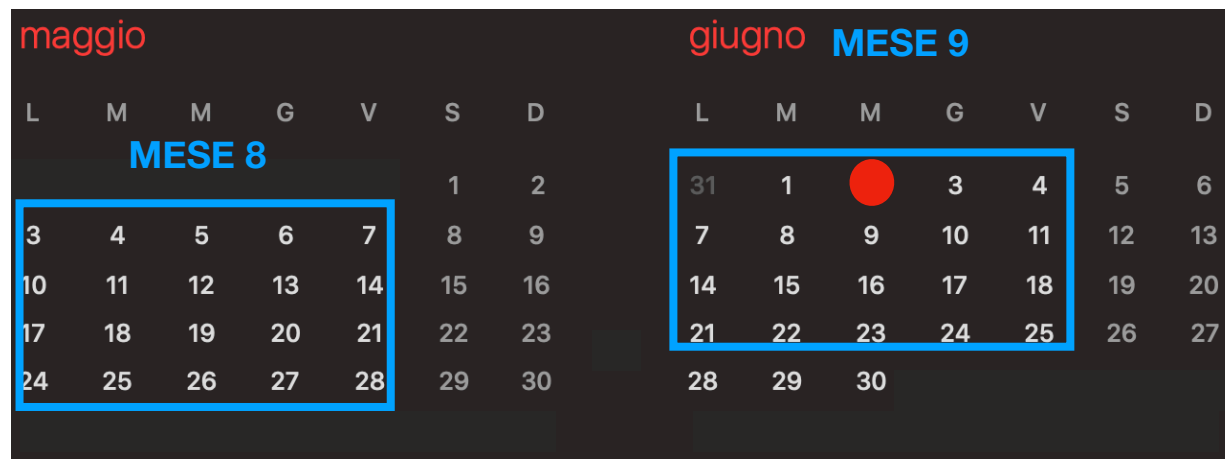 maggio
L M M G V S D
MESE 8
1 2
3 4 5 6 7 8 9
10 11 12 13 14 15 16
17 18 19 20 21 22 23
24 25 26 27 28 29 30
giugno MESE 9
L M M G V S D
31 1 3 4 5 6
7 8 9 10 11 12 13
14 15 16 17 18 19 20
21 22 23 24 25 26 27
28 29 30